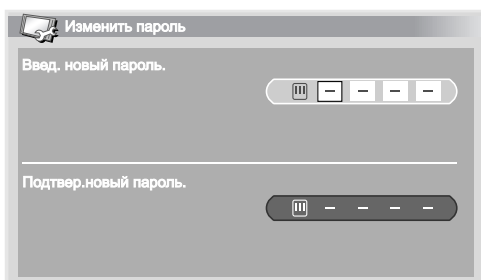 Изменить пароль
Введ. новый пароль.
– – – –
Подтвер.новый пароль.
– – – –